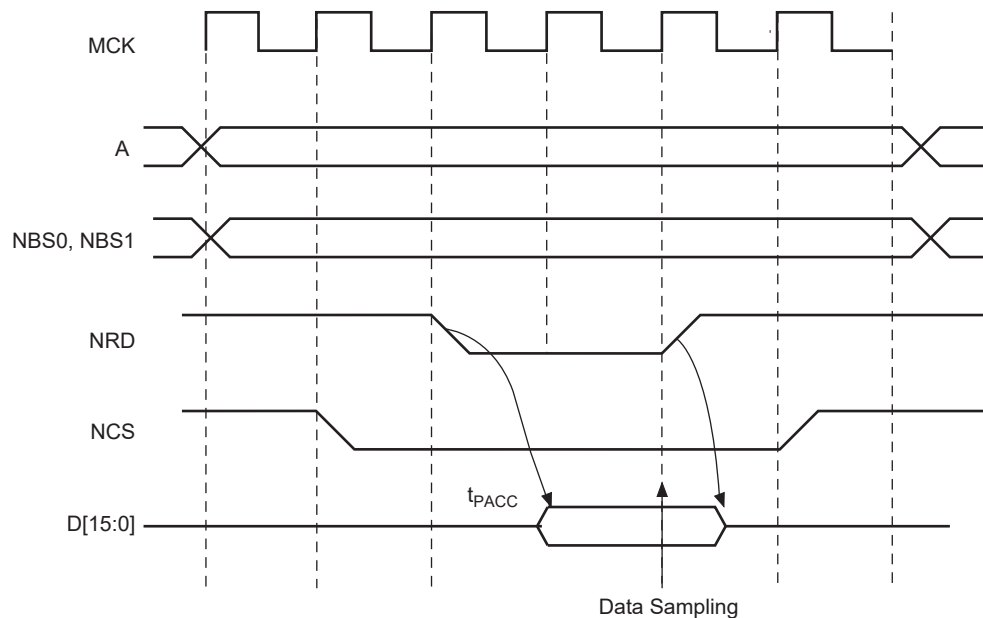 MCK
A
NBS0, NBS1
NRD
NCS
tPACC
D[15:0]
Data Sampling